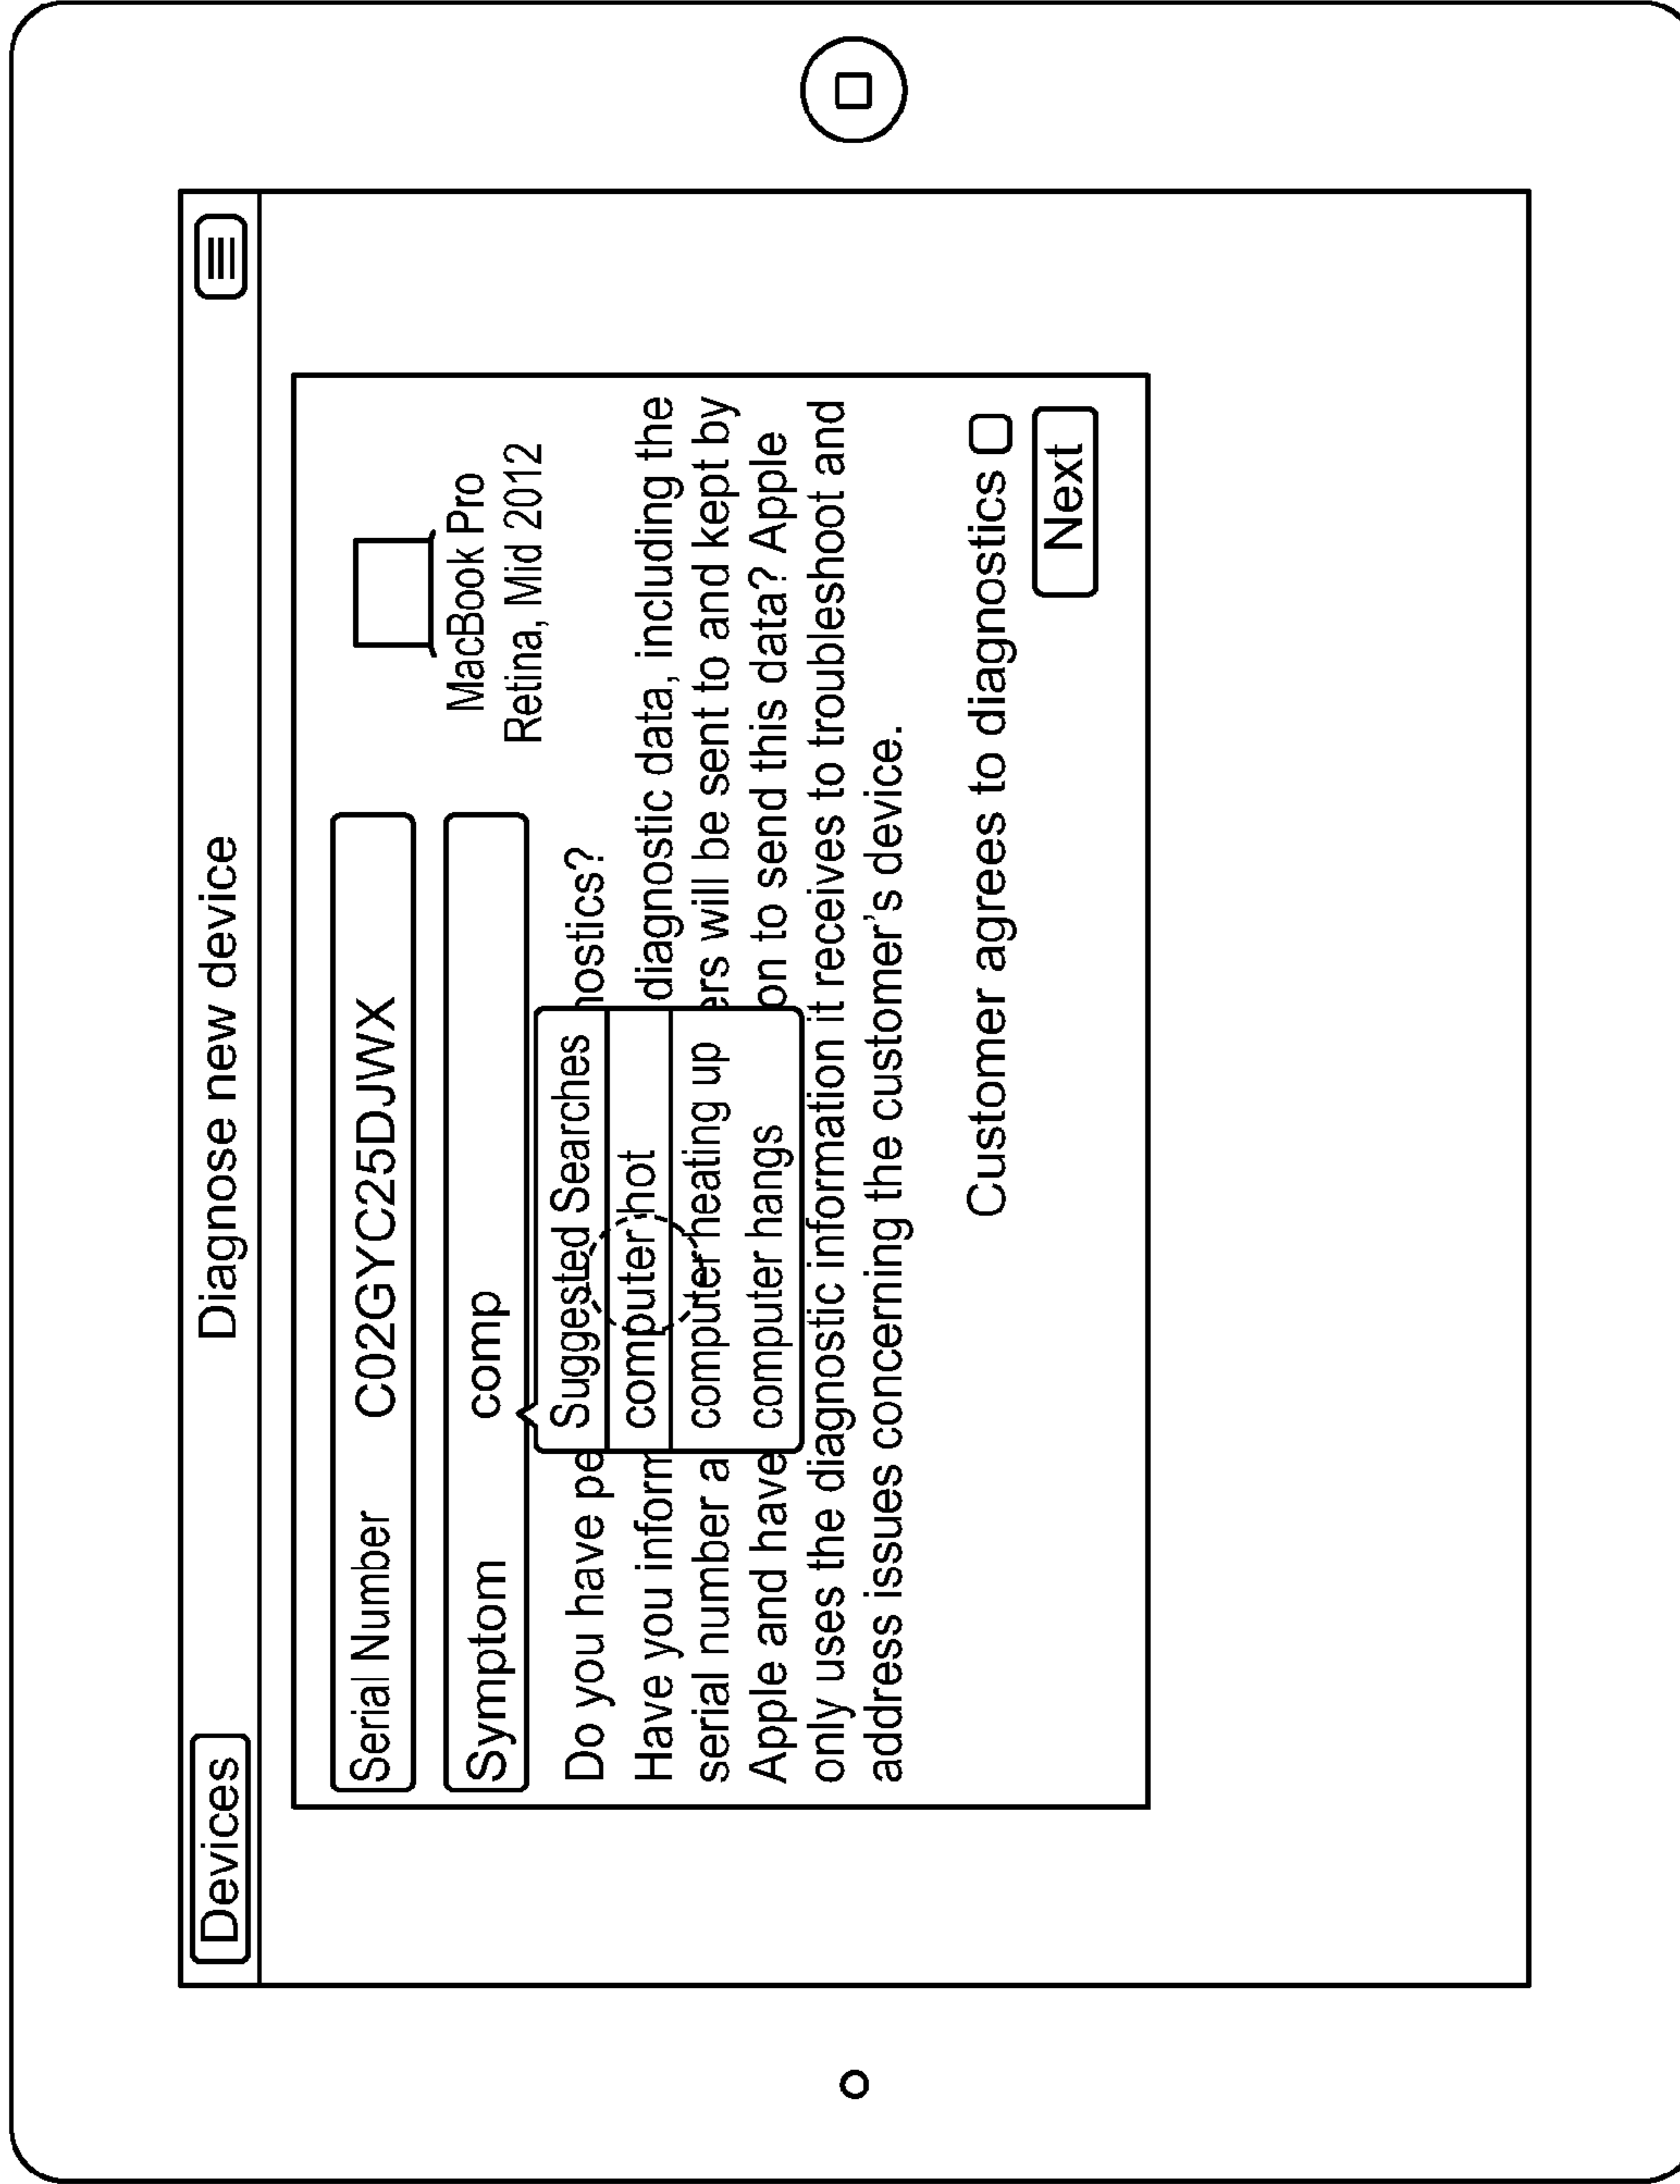 Devices
Diagnose new device
Serial Number C02GYC25DJWX
MacBook Pro
Retina, Mid 2012
Symptom comp
Suggested Searches
computer hot
computer heating up
computer hangs
Do you have pe nostics?
Have you inform diagnostic data, including the
serial number a ers will be sent to and kept by
Apple and have on to send this data? Apple
only uses the diagnostic information it receives to troubleshoot and
address issues concerning the customer's device.
Customer agrees to diagnostics
Next